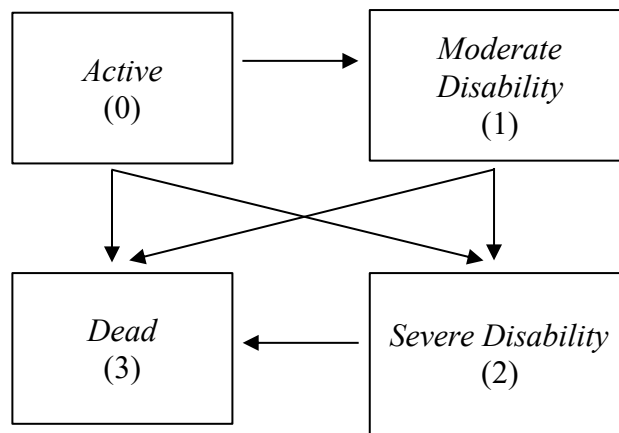 Active
(0)
Moderate
Disability
(1)
Dead
(3)
Severe Disability
(2)